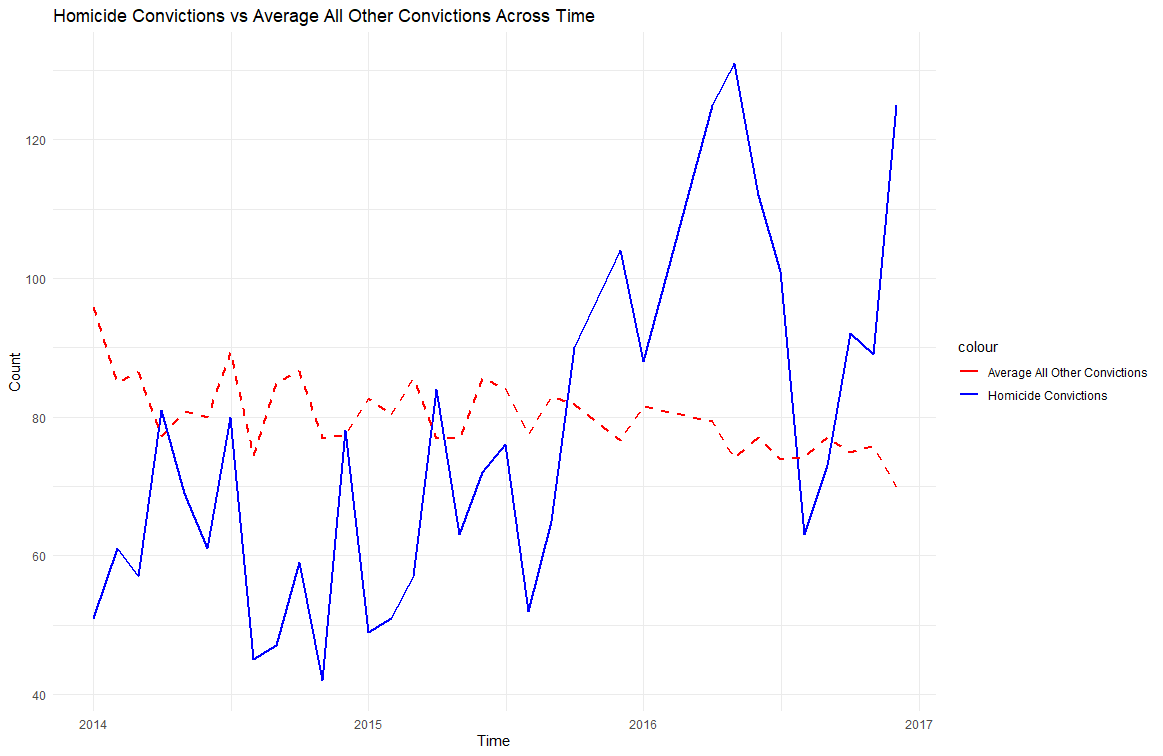 Homicide Convictions vs Average All Other Convictions Across Time
Count
120
100
80
60
40
2014
2015
2016
2017
Time
colour
Average All Other Convictions
Homicide Convictions